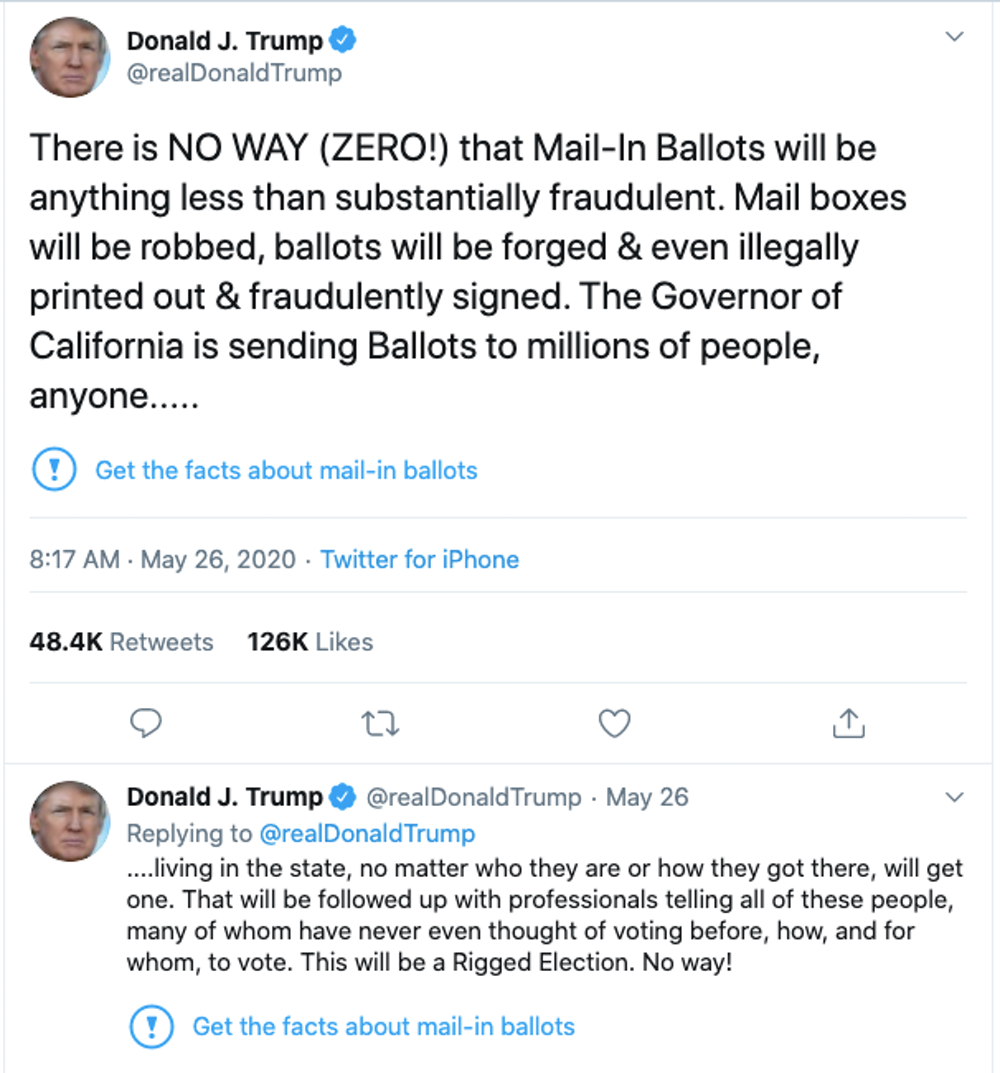 Donald J. Trump
@realDonaldTrump
There is NO WAY (ZERO!) that Mail-In Ballots will be
anything less than substantially fraudulent. Mail boxes
will be robbed, ballots will be forged & even illegally
printed out & fraudulently signed. The Governor of
California is sending Ballots to millions of people,
anyone.....
Get the facts about mail-in ballots
8:17 AM · May 26, 2020 · Twitter for iPhone
48.4K Retweets 126K Likes
Donald J. Trump @realDonaldTrump · May 26
Replying to @realDonaldTrump
....living in the state, no matter who they are or how they got there, will get
one. That will be followed up with professionals telling all of these people,
many of whom have never even thought of voting before, how, and for
whom, to vote. This will be a Rigged Election. No way!
Get the facts about mail-in ballots